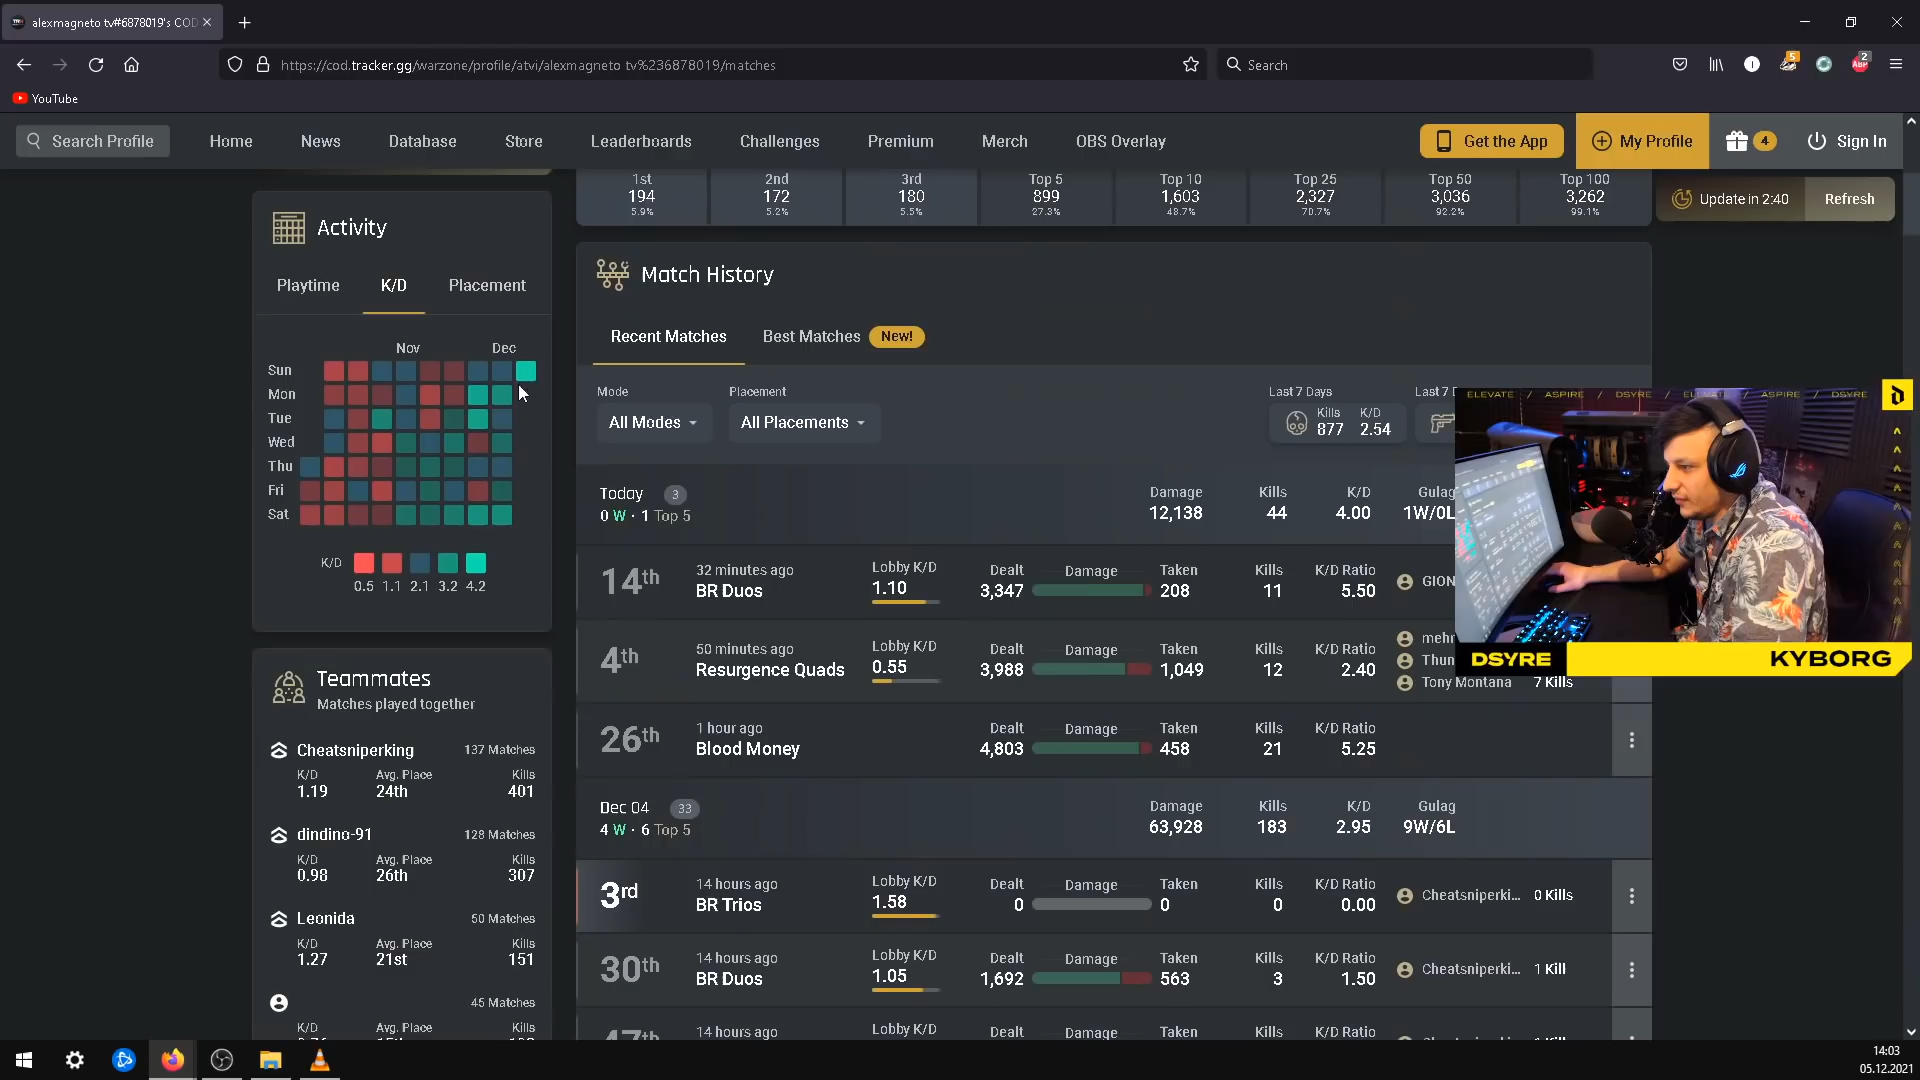 alexmagneto tv#6878019's COD
https://cod.tracker.gg/warzone/profile/atvi/alexmagneto tv%236878019/matches
Search
5
2
ABP
YouTube
Search Profile
Home
News
Database
Store
Leaderboards
Challenges
Premium
Merch
OBS Overlay
Get the App
My Profile
4
Sign In
1st
194
5.9%
2nd
172
5.2%
3rd
180
5.5%
Top 5
899
27.3%
Top 10
1,603
48.7%
Top 25
2,327
70.7%
Top 50
3,036
92.2%
Top 100
3,262
99.1%
Update in 2:40
Refresh
Activity
Playtime
K/D
Placement
Nov
Dec
Sun
Mon
Tue
Wed
Thu
Fri
Sat
K/D
0.5 1.1 2.1 3.2 4.2
Teammates
Matches played together
Cheatsniperking
137 Matches
K/D
Avg. Place
Kills
1.19
24th
401
dindino-91
128 Matches
K/D
Avg. Place
Kills
0.98
26th
307
Leonida
50 Matches
K/D
Avg. Place
Kills
1.27
21st
151
45 Matches
K/D
Avg. Place
Kills
Match History
Recent Matches
Best Matches
New!
Mode
Placement
All Modes
All Placements
Last 7 Days
Kills
877
K/D
2.54
Last 7 D
Today
3
0 W · 1 Top 5
Damage
12,138
Kills
44
K/D
4.00
Gulag
1W/0L
14th
32 minutes ago
BR Duos
Lobby K/D
1.10
Dealt
3,347
Damage
Taken
208
Kills
11
K/D Ratio
5.50
GION
4th
50 minutes ago
Resurgence Quads
Lobby K/D
0.55
Dealt
3,988
Damage
Taken
1,049
Kills
12
K/D Ratio
2.40
mehr
Thun
Tony Montana
7 Kills
26th
1 hour ago
Blood Money
Dealt
4,803
Damage
Taken
458
Kills
21
K/D Ratio
5.25
Dec 04
33
4 W · 6 Top 5
Damage
63,928
Kills
183
K/D
2.95
Gulag
9W/6L
3rd
14 hours ago
BR Trios
Lobby K/D
1.58
Dealt
0
Damage
Taken
0
Kills
0
K/D Ratio
0.00
Cheatsniperki...
0 Kills
30th
14 hours ago
BR Duos
Lobby K/D
1.05
Dealt
1,692
Damage
Taken
563
Kills
3
K/D Ratio
1.50
Cheatsniperki...
1 Kill
47th
14 hours ago
Lobby K/D
Dealt
Damage
Taken
Kills
K/D Ratio
ELEVATE / ASPIRE / DSYRE / ELEVATE / ASPIRE / DSYRE
DSYRE
KYBORG
14:03
05.12.2021